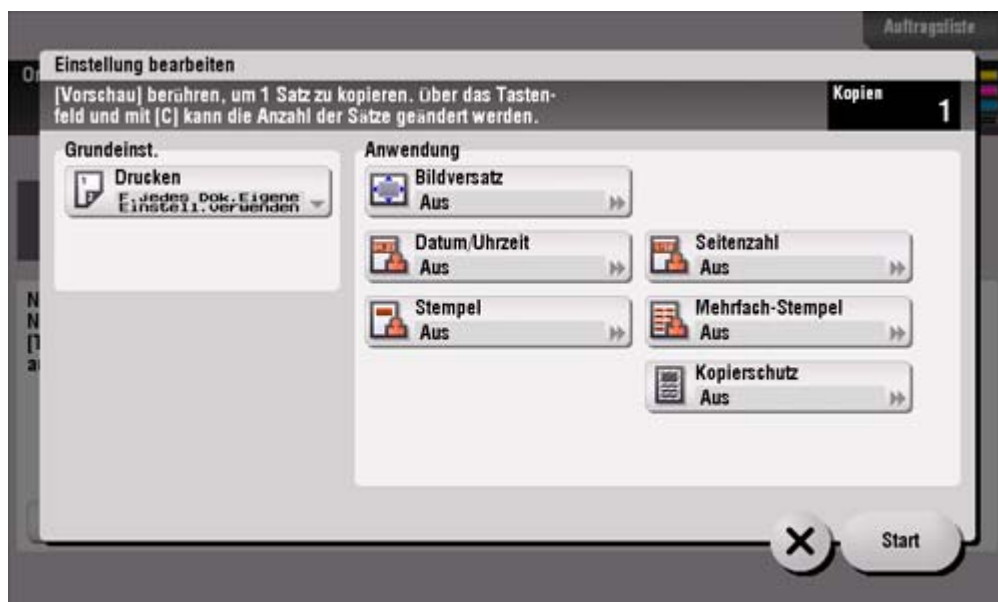 Auftragsliste
Einstellung bearbeiten
[Vorschau] berühren, um 1 Satz zu kopieren. Über das Tasten-
feld und mit [C] kann die Anzahl der Sätze geändert werden.
Kopien
1
Grundeinst.
Drucken
F.jedes Dok.Eigene
Einstell.verwenden
Anwendung
Bildversatz
Aus
Datum/Uhrzeit
Aus
Seitenzahl
Aus
Stempel
Aus
Mehrfach-Stempel
Aus
Kopierschutz
Aus
Start